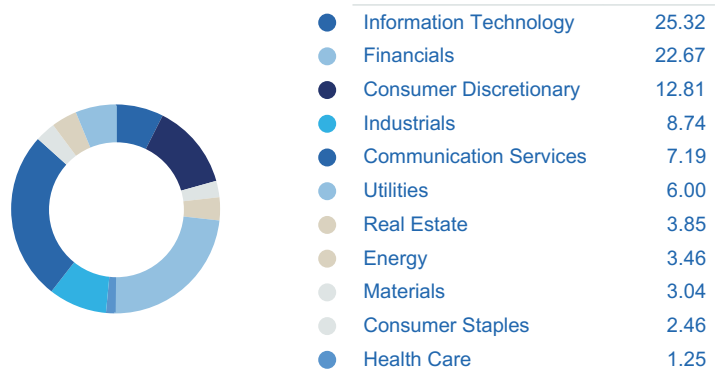 Information Technology 25.32
Financials 22.67
Consumer Discretionary 12.81
Industrials 8.74
Communication Services 7.19
Utilities 6.00
Real Estate 3.85
Energy 3.46
Materials 3.04
Consumer Staples 2.46
Health Care 1.25